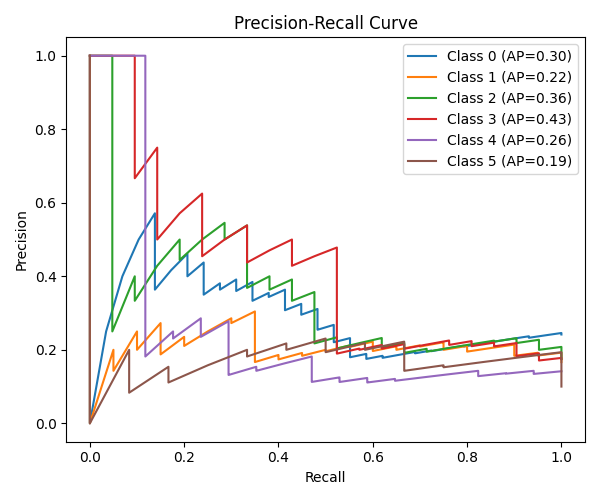 Precision-Recall Curve
1.0
0.8
0.6
0.4
0.2
0.0
Precision
Class 0 (AP=0.30)
Class 1 (AP=0.22)
Class 2 (AP=0.36)
Class 3 (AP=0.43)
Class 4 (AP=0.26)
Class 5 (AP=0.19)
0.0 0.2 0.4 0.6 0.8 1.0
Recall